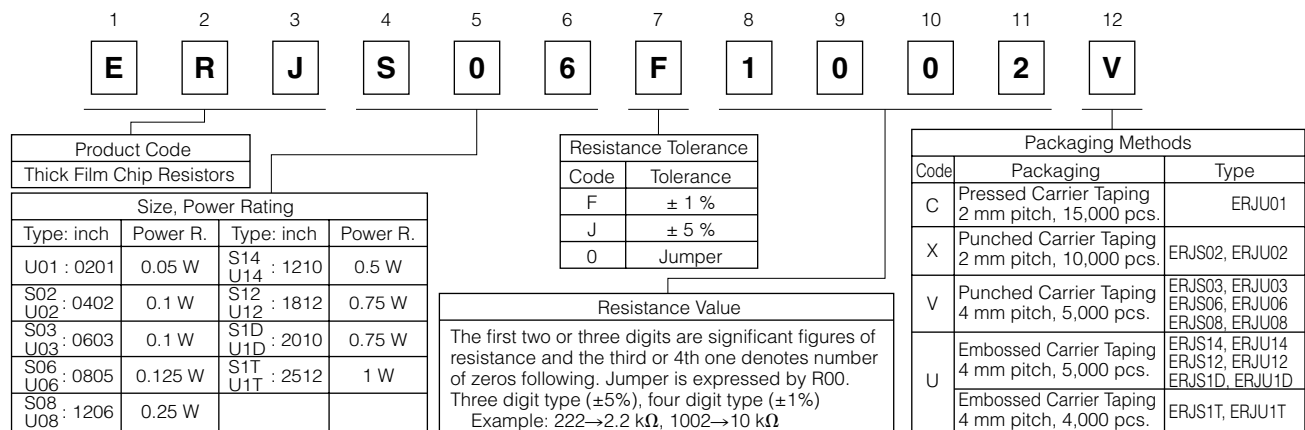 1 2 3 4 5 6 7 8 9 10 11 12
E R J S 0 6 F 1 0 0 2 V
Product Code
Thick Film Chip Resistors
Size, Power Rating
Type: inch Power R. Type: inch Power R.
U01 : 0201 0.05 W S14 U14 : 1210 0.5 W
S02 U02 : 0402 0.1 W S12 U12 : 1812 0.75 W
S03 U03 : 0603 0.1 W S1D U1D : 2010 0.75 W
S06 U06 : 0805 0.125 W S1T U1T : 2512 1 W
S08 U08 : 1206 0.25 W
Resistance Tolerance
Code Tolerance
F ± 1 %
J ± 5 %
0 Jumper
Resistance Value
The first two or three digits are significant figures of
resistance and the third or 4th one denotes number
of zeros following. Jumper is expressed by R00.
Three digit type (±5%), four digit type (±1%)
Example: 222→2.2 kΩ, 1002→10 kΩ
Packaging Methods
Code Packaging Type
C Pressed Carrier Taping
2 mm pitch, 15,000 pcs. ERJU01
X Punched Carrier Taping
2 mm pitch, 10,000 pcs. ERJS02, ERJU02
V Punched Carrier Taping
4 mm pitch, 5,000 pcs.
ERJS03, ERJU03
ERJS06, ERJU06
ERJS08, ERJU08
U Embossed Carrier Taping
4 mm pitch, 5,000 pcs.
ERJS14, ERJU14
ERJS12, ERJU12
ERJS1D, ERJU1D
Embossed Carrier Taping
4 mm pitch, 4,000 pcs. ERJS1T, ERJU1T